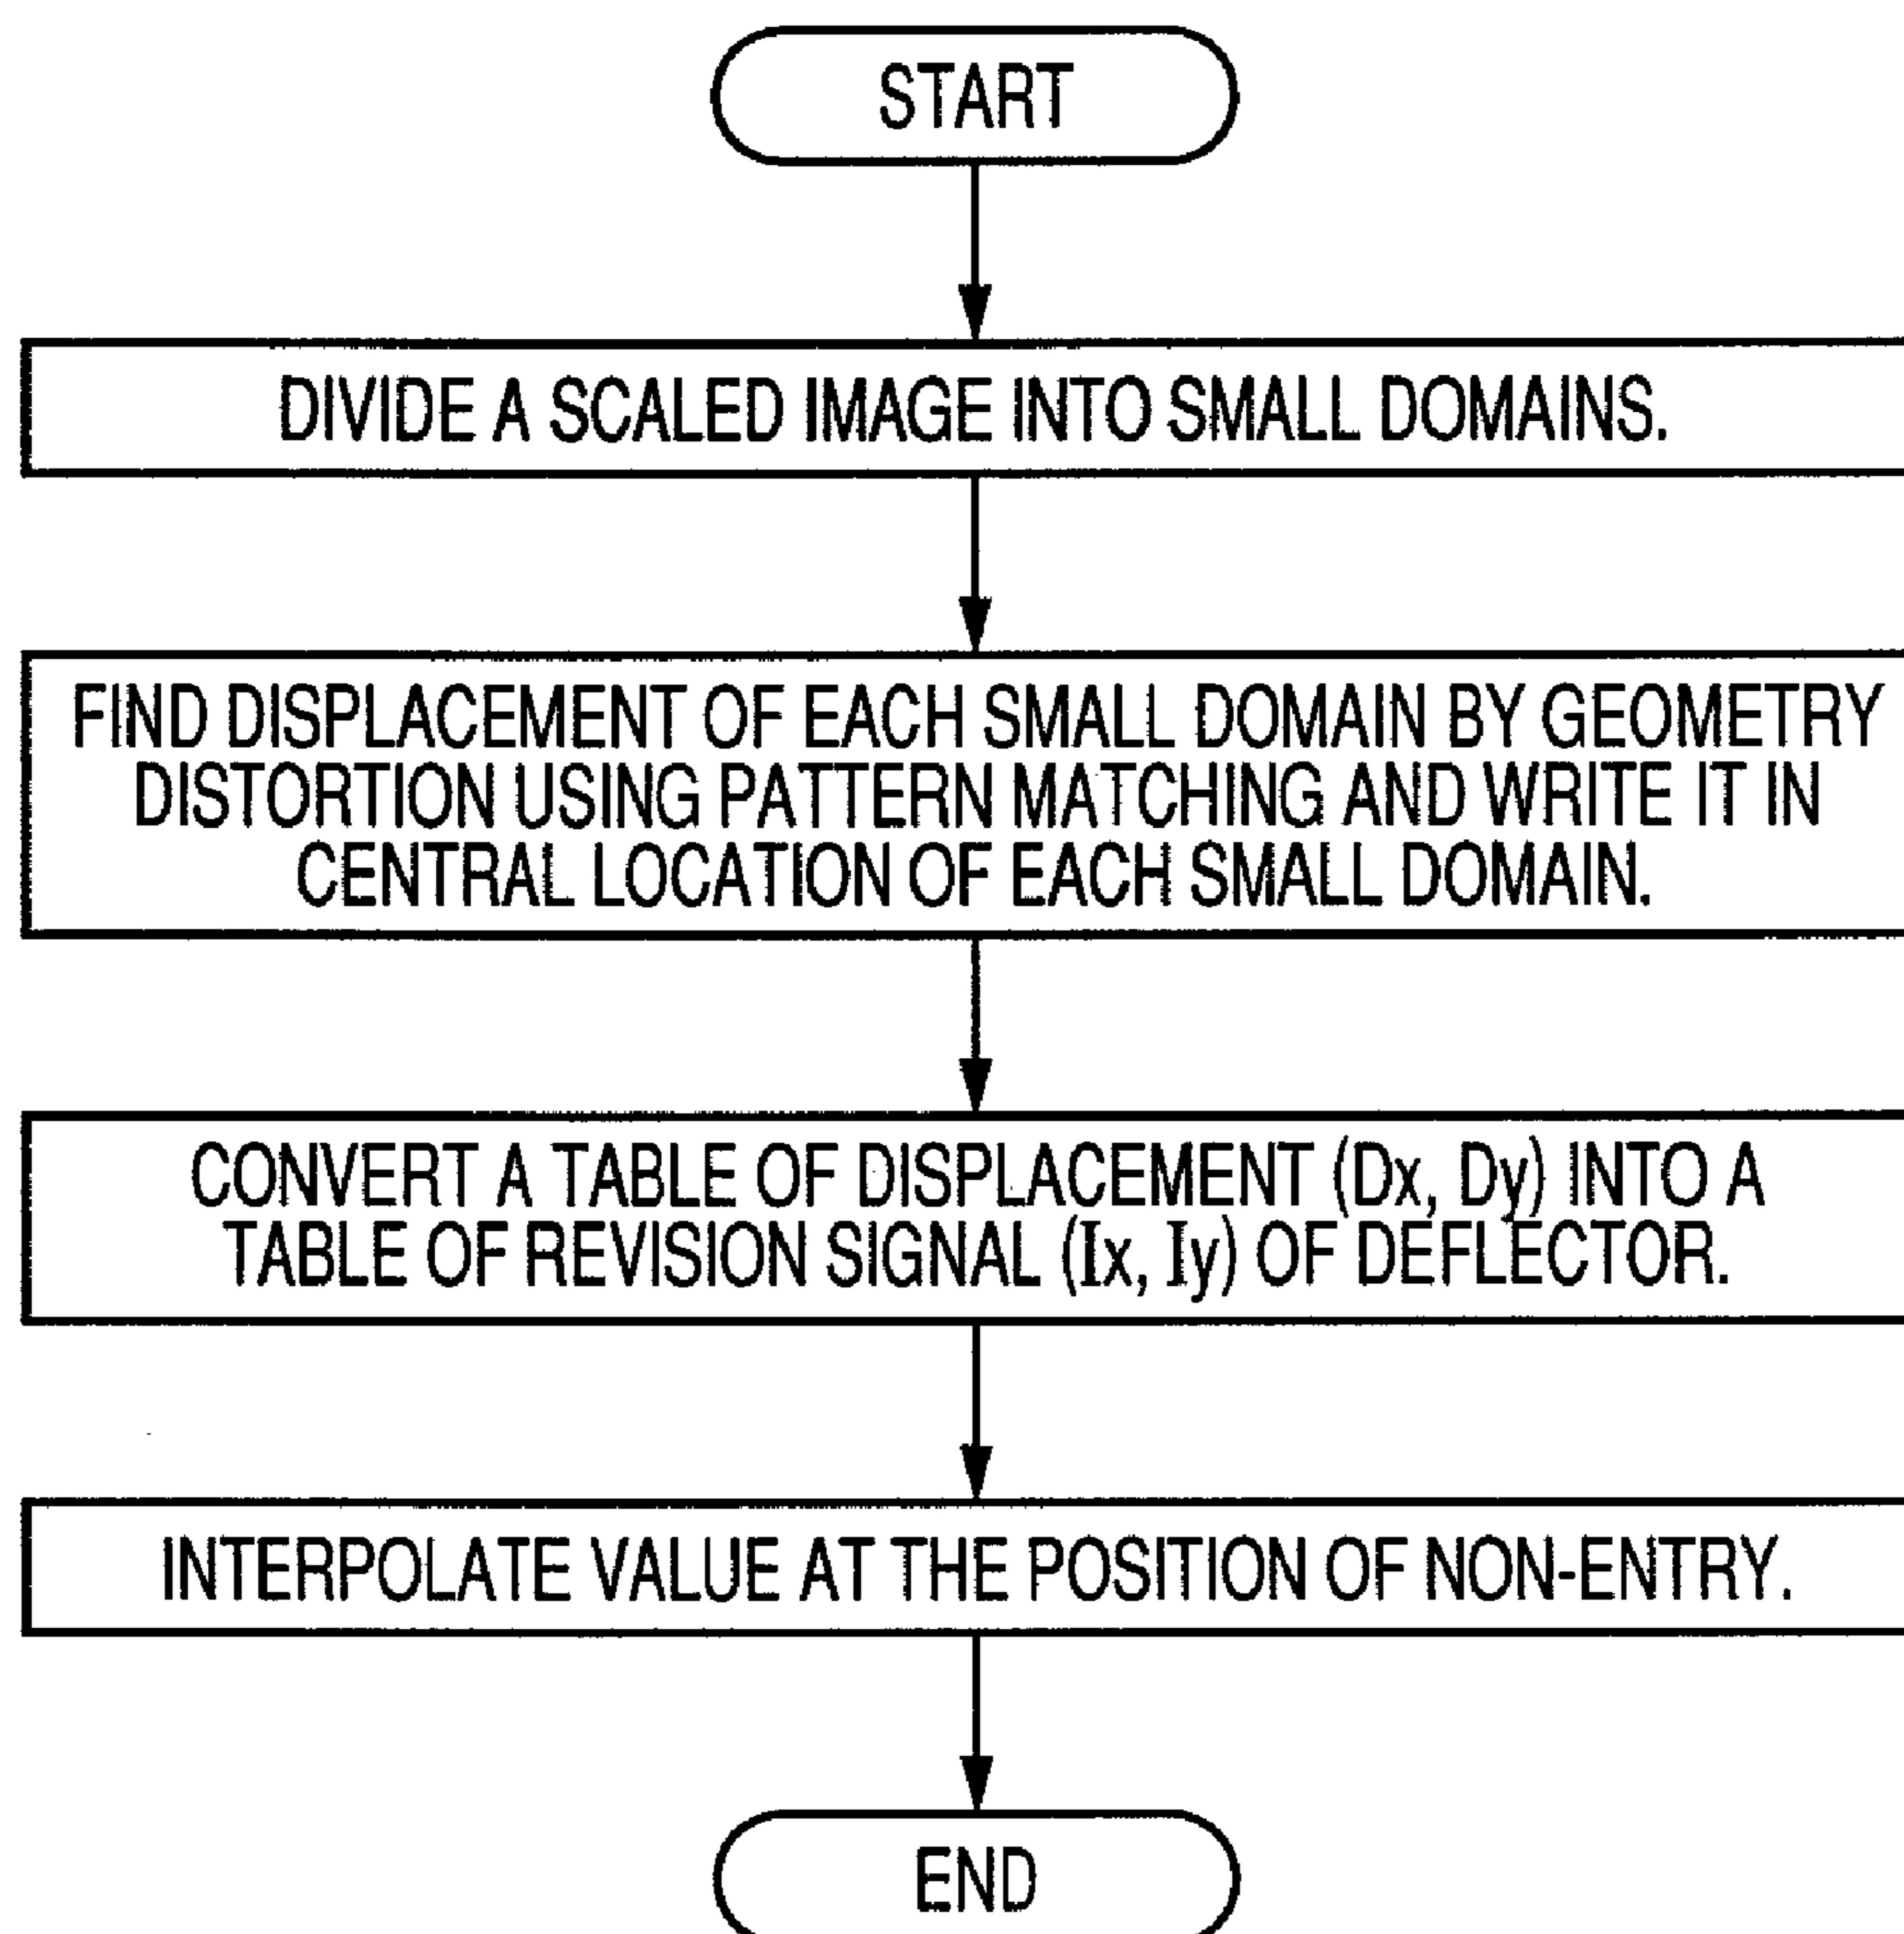 START
DIVIDE A SCALED IMAGE INTO SMALL DOMAINS.
FIND DISPLACEMENT OF EACH SMALL DOMAIN BY GEOMETRY
DISTORTION USING PATTERN MATCHING AND WRITE IT IN
CENTRAL LOCATION OF EACH SMALL DOMAIN.
CONVERT A TABLE OF DISPLACEMENT (Dx, Dy) INTO A
TABLE OF REVISION SIGNAL (Ix, Iy) OF DEFLECTOR.
INTERPOLATE VALUE AT THE POSITION OF NON-ENTRY.
END